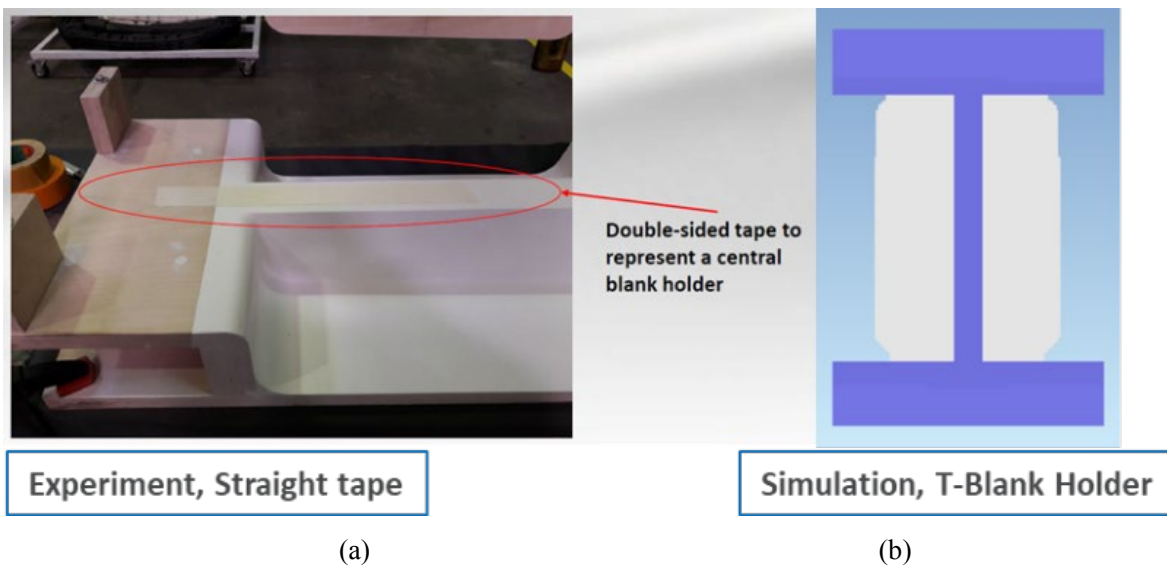 Double-sided tape to
represent a central
blank holder
Experiment, Straight tape
Simulation, T-Blank Holder
(a)
(b)